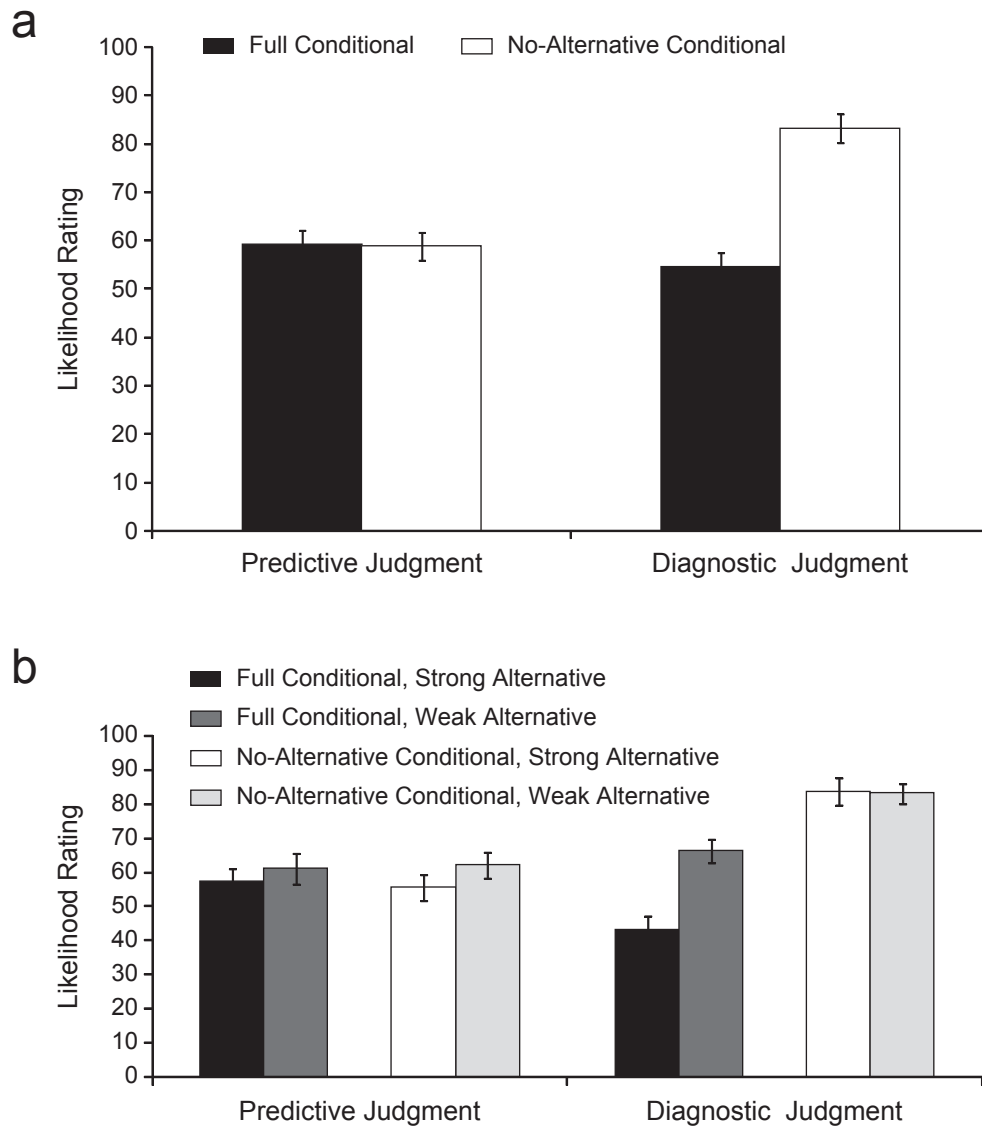 a
Full Conditional No-Alternative Conditional
100
90
80
70
60
50
40
30
20
10
0
Likelihood Rating
Predictive Judgment Diagnostic Judgment
b
Full Conditional, Strong Alternative
Full Conditional, Weak Alternative
No-Alternative Conditional, Strong Alternative
No-Alternative Conditional, Weak Alternative
100
90
80
70
60
50
40
30
20
10
0
Likelihood Rating
Predictive Judgment Diagnostic Judgment